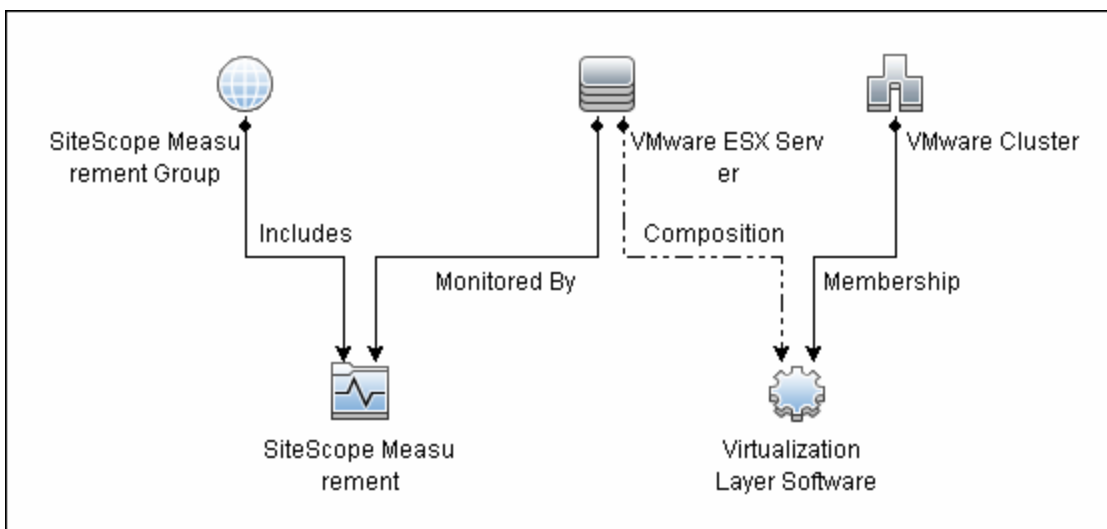 SiteScope Measu
rement Group
VMware ESX Serv
er
VMware Cluster
Includes
Composition
Monitored By
Membership
SiteScope Measu
rement
Virtualization
Layer Software